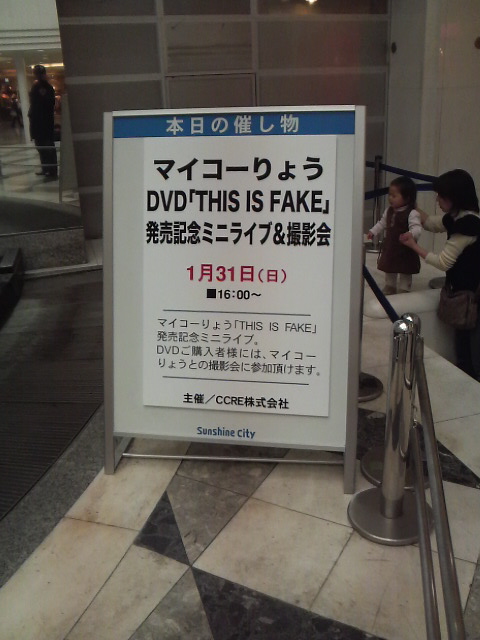 本日の催し物
マイコーりょう
DVD「THIS IS FAKE」
発売記念ミニライブ&撮影会
1月31日(日)
■16:00～
マイコーりょう「THIS IS FAKE」
発売記念ミニライブ。
DVDご購入者様には、マイコー
りょうとの撮影会に参加頂けます。
主催／CCRE株式会社
Sunshine City